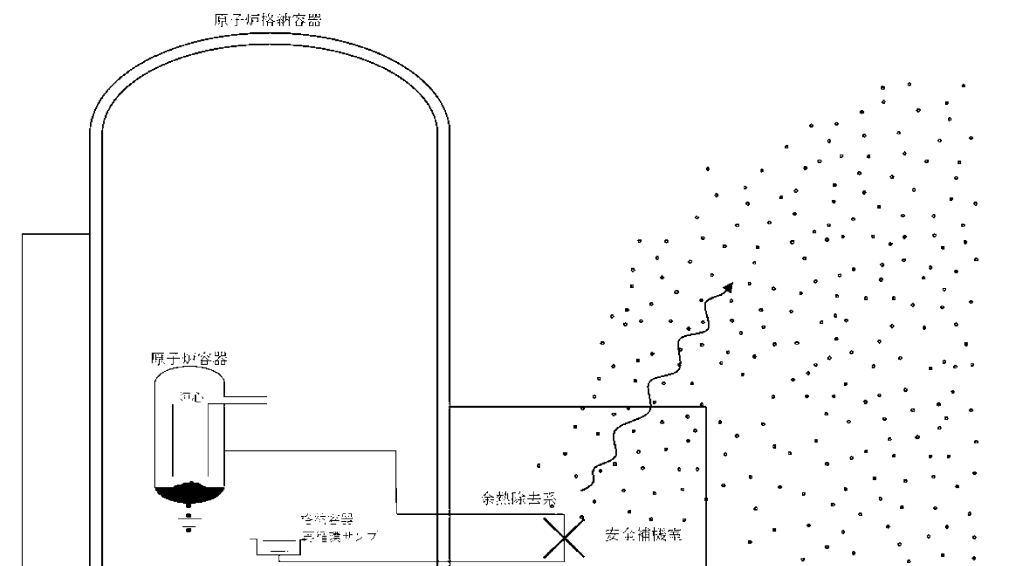 原子炉格納容器
原子炉容器
炉心
余熱除去系
格納容器
再循環サンプ
安全補機室